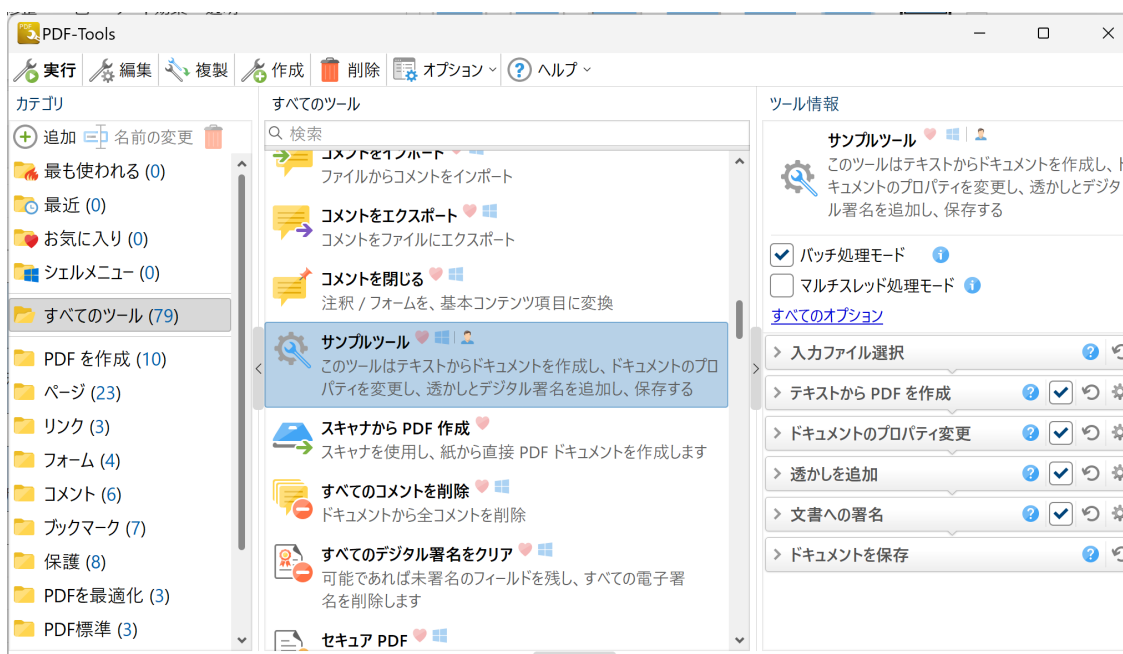 PDF-Tools
実行 編集 複製 作成 削除 オプション ヘルプ
カテゴリ
追加 名前の変更
最も使われる (0)
最近 (0)
お気に入り (0)
シェルメニュー (0)
すべてのツール (79)
PDF を作成 (10)
ページ (23)
リンク (3)
フォーム (4)
コメント (6)
ブックマーク (7)
保護 (8)
PDFを最適化 (3)
PDF標準 (3)
すべてのツール
検索
コメントをインポート
ファイルからコメントをインポート
コメントをエクスポート
コメントをファイルにエクスポート
コメントを閉じる
注釈 / フォームを、基本コンテンツ項目に変換
サンプルツール
このツールはテキストからドキュメントを作成し、ドキュメントのプロ
パティを変更し、透かしとデジタル署名を追加し、保存する
スキャナから PDF 作成
スキャナを使用し、紙から直接 PDF ドキュメントを作成します
すべてのコメントを削除
ドキュメントから全コメントを削除
すべてのデジタル署名をクリア
可能であれば未署名のフィールドを残し、すべての電子署
名を削除します
セキュア PDF
ツール情報
サンプルツール
このツールはテキストからドキュメントを作成し、ド
キュメントのプロパティを変更し、透かしとデジタ
ル署名を追加し、保存する
バッチ処理モード
マルチスレッド処理モード
すべてのオプション
入力ファイル選択
テキストから PDF を作成
ドキュメントのプロパティ変更
透かしを追加
文書への署名
ドキュメントを保存